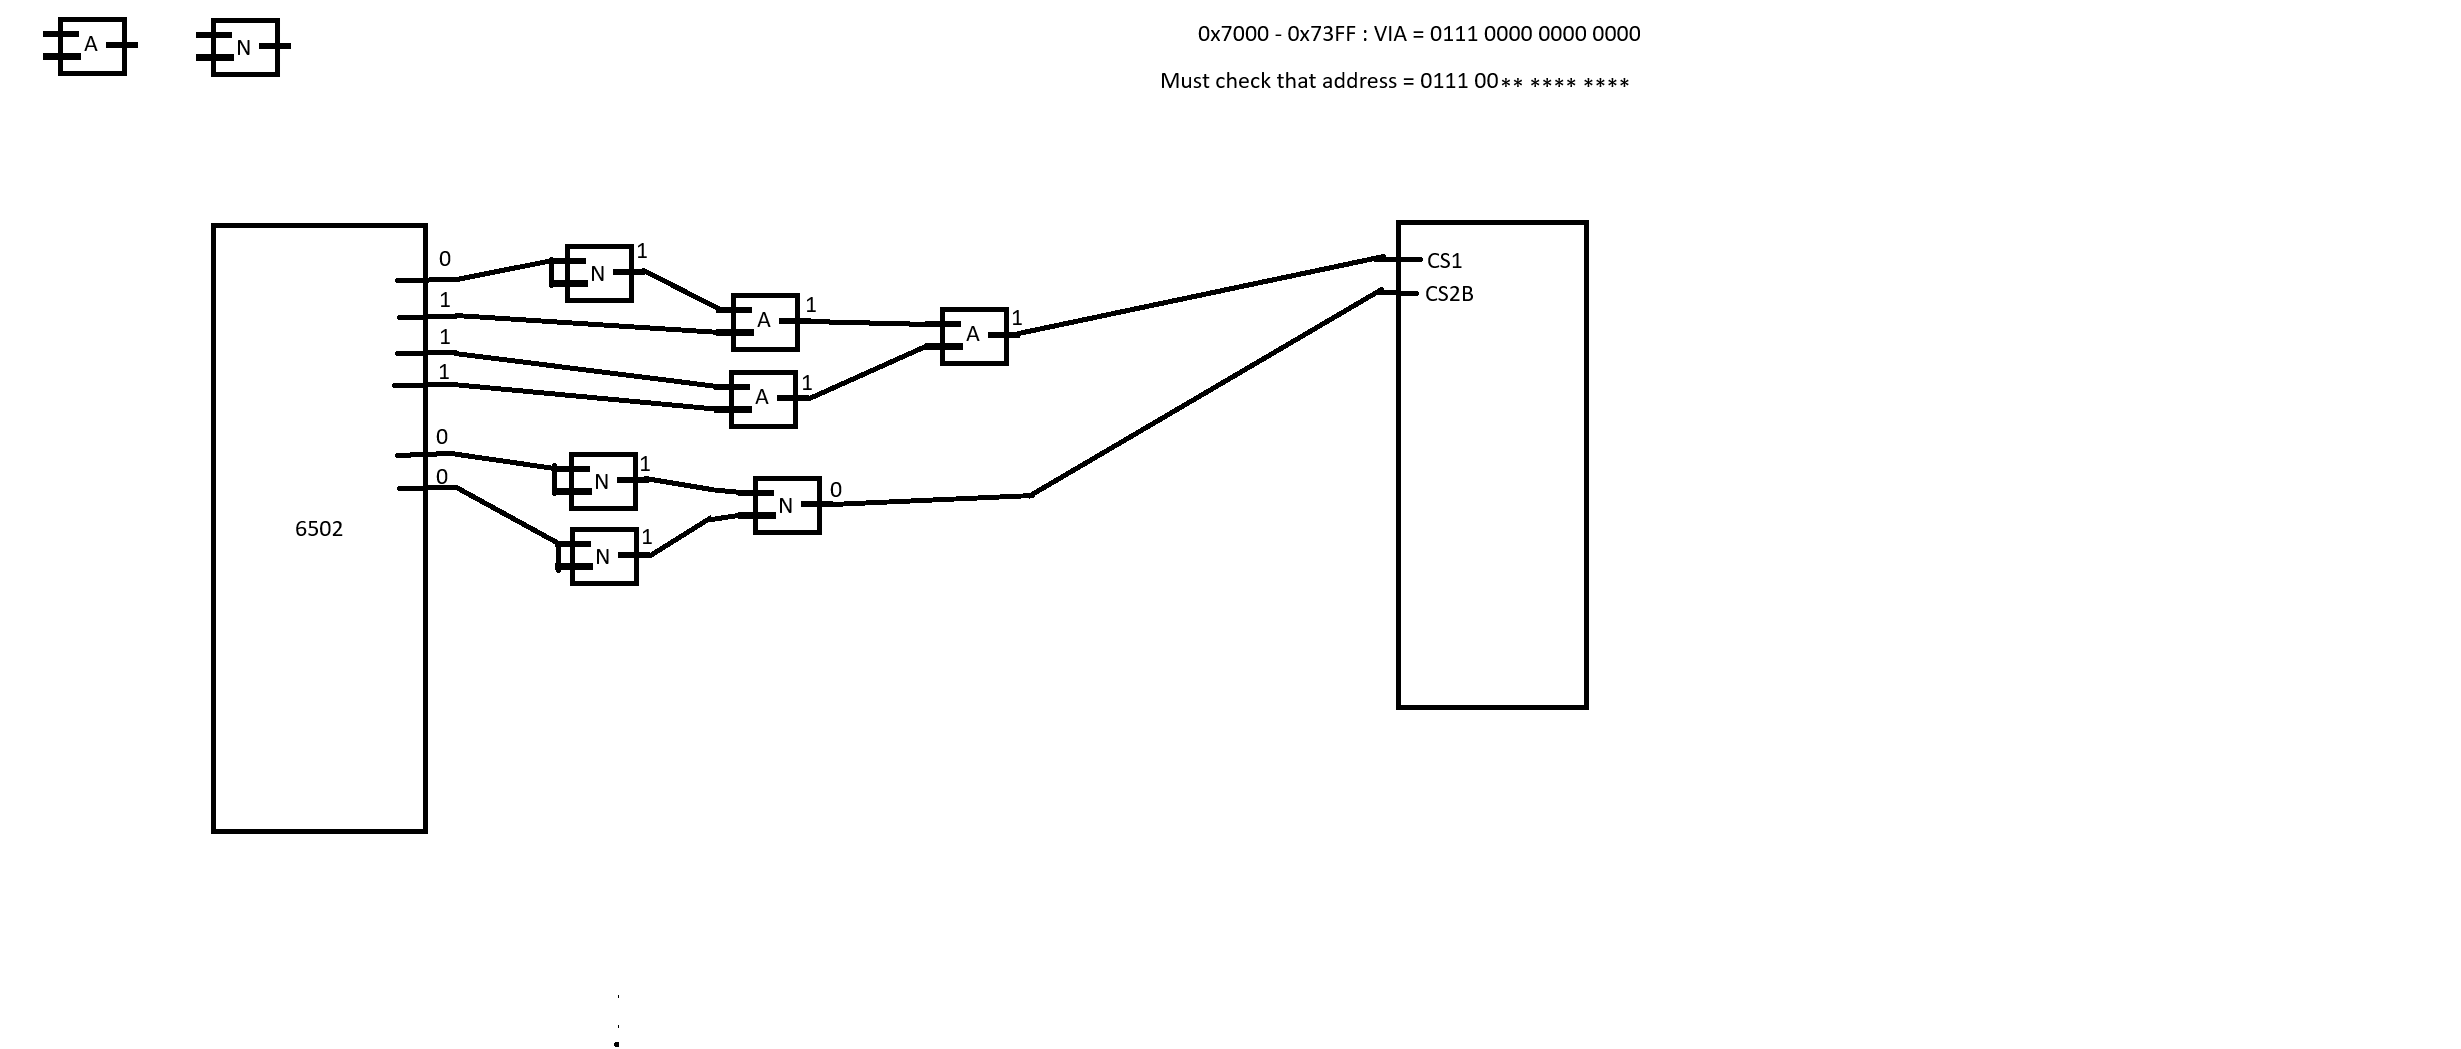 A
N
0x7000 - 0x73FF : VIA = 0111 0000 0000 0000
Must check that address = 0111 00** **** ****
0
1
1
1
0
0
6502
N
1
A
1
A
1
A
1
N
1
N
1
N
0
CS1
CS2B